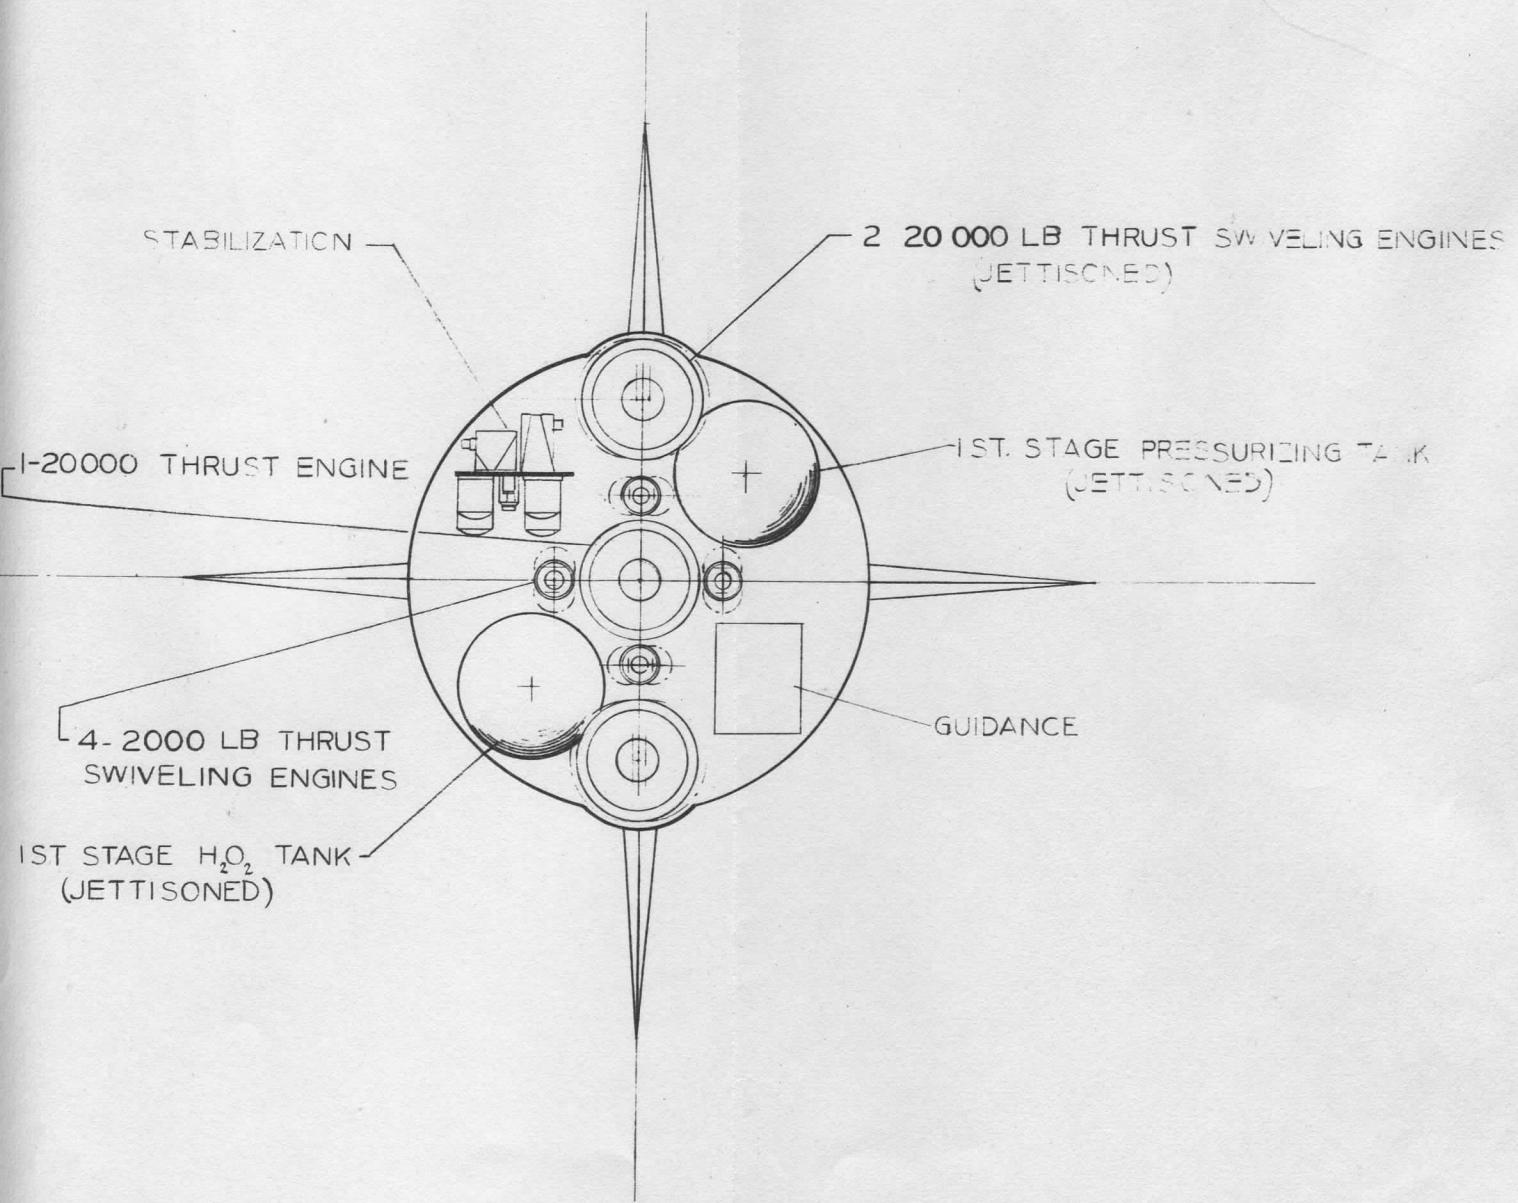 STABILIZATION
2 20 000 LB THRUST SWIVELING ENGINES
(JETTISONED)
1-20000 THRUST ENGINE
1ST. STAGE PRESSURIZING TANK
(JETTISONED)
4-2000 LB THRUST
SWIVELING ENGINES
GUIDANCE
1ST STAGE H₂O₂ TANK
(JETTISONED)